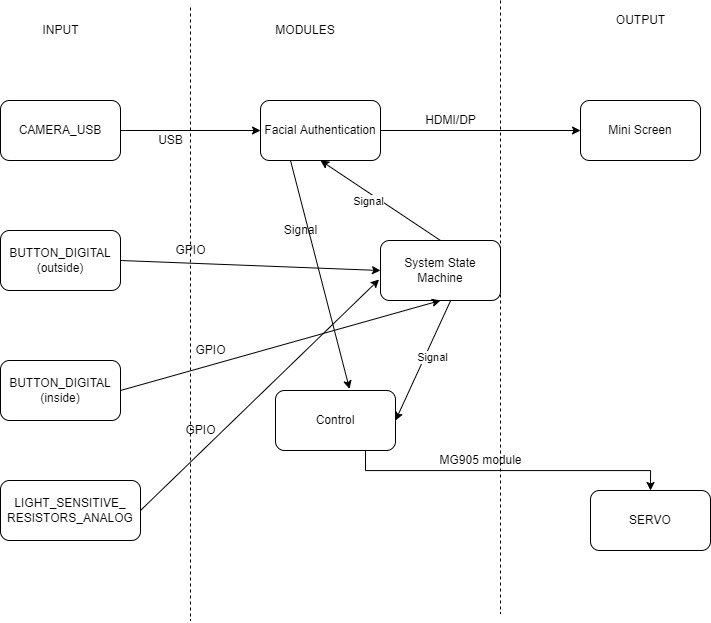 INPUT
MODULES
OUTPUT
CAMERA_USB
USB
Facial Authentication
HDMI/DP
Mini Screen
Signal
Signal
BUTTON_DIGITAL
(outside)
GPIO
System State
Machine
BUTTON_DIGITAL
(inside)
GPIO
Signal
Control
GPIO
MG905 module
LIGHT_SENSITIVE_
RESISTORS_ANALOG
SERVO